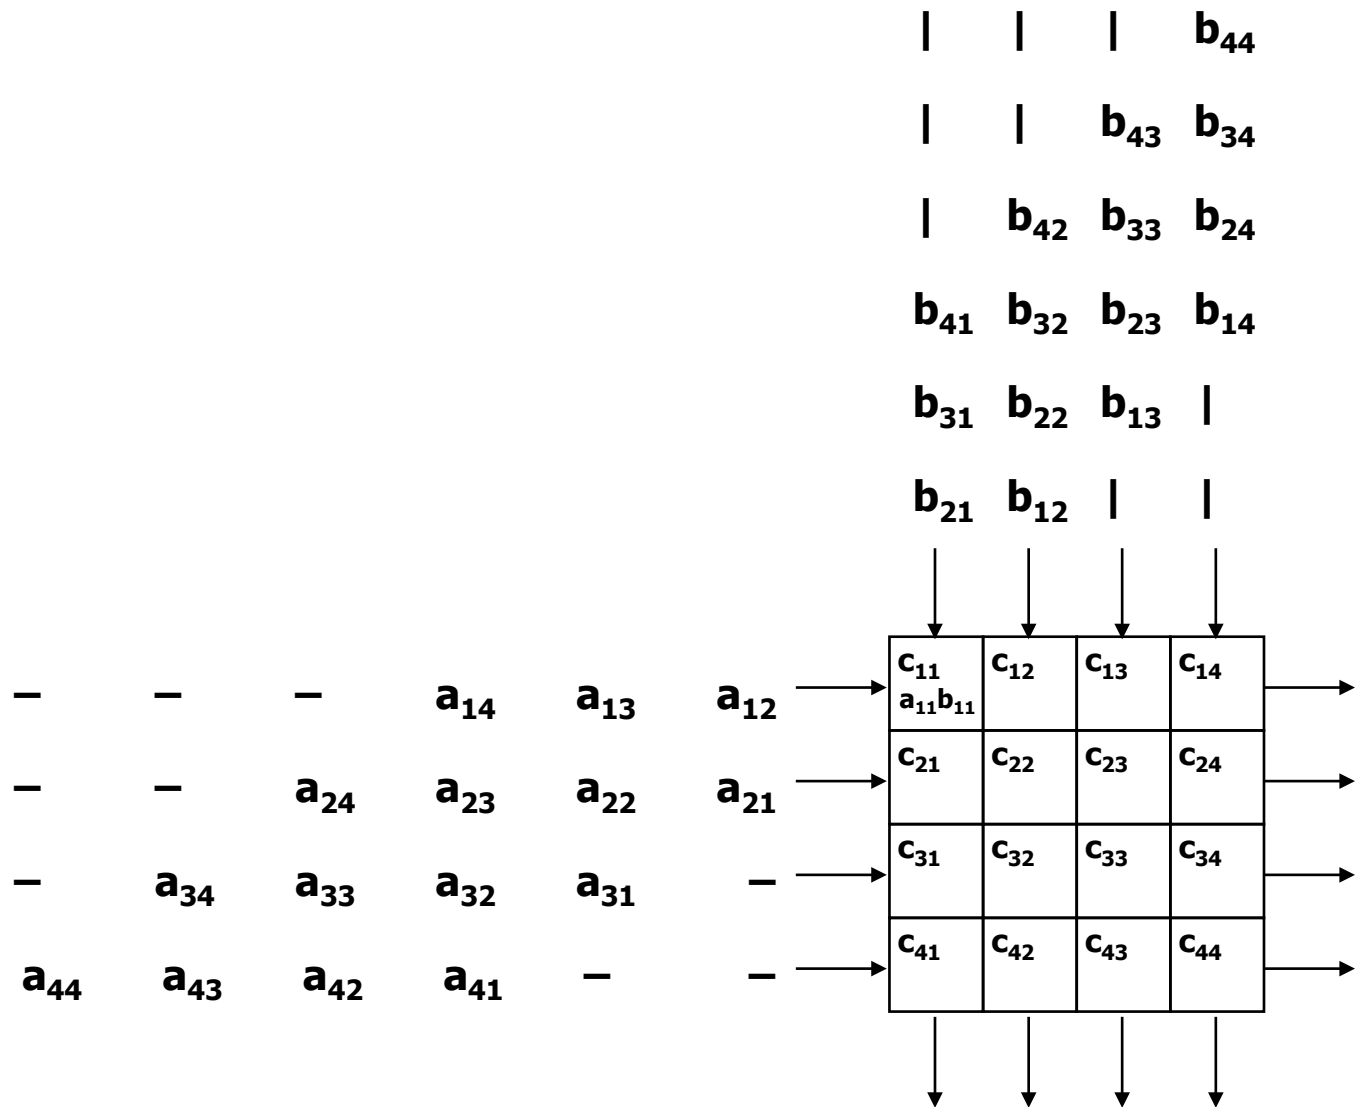 | | | b₄₄
| | b₄₃ b₃₄
| b₄₂ b₃₃ b₂₄
b₄₁ b₃₂ b₂₃ b₁₄
b₃₁ b₂₂ b₁₃ |
b₂₁ b₁₂ | |
– – – a₁₄ a₁₃ a₁₂ c₁₁ c₁₂ c₁₃ c₁₄
a₁₁b₁₁
– – a₂₄ a₂₃ a₂₂ a₂₁ c₂₁ c₂₂ c₂₃ c₂₄
– a₃₄ a₃₃ a₃₂ a₃₁ – c₃₁ c₃₂ c₃₃ c₃₄
a₄₄ a₄₃ a₄₂ a₄₁ – – c₄₁ c₄₂ c₄₃ c₄₄